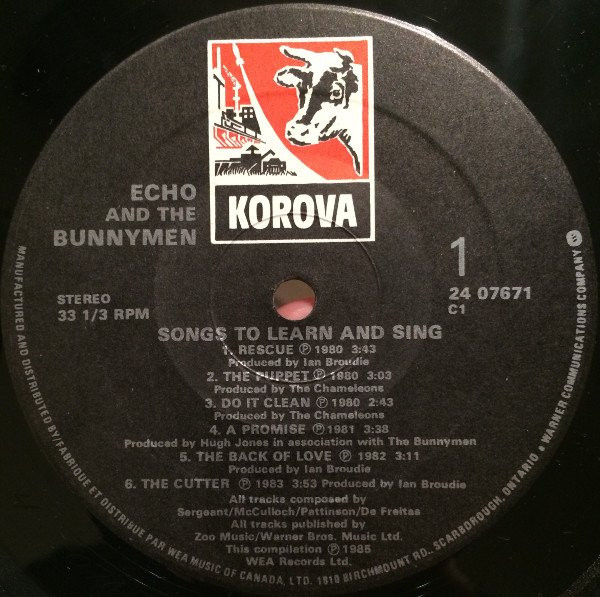 KOROVA
ECHO
AND THE
BUNNYMEN
1
STEREO
33 1/3 RPM
24 07671
C1
SONGS TO LEARN AND SING
1. RESCUE ℗ 1980 3:43
Produced by Ian Broudie
2. THE PUPPET ℗ 1980 3:03
Produced by The Chameleons
3. DO IT CLEAN ℗ 1980 2:43
Produced by The Chameleons
4. A PROMISE ℗ 1981 3:38
Produced by Hugh Jones in association with The Bunnymen
5. THE BACK OF LOVE ℗ 1982 3:11
Produced by Ian Broudie
6. THE CUTTER ℗ 1983 3:53 Produced by Ian Broudie
All tracks composed by
Sergeant/McCulloch/Pattinson/De Freitas
All tracks published by
Zoo Music/Warner Bros. Music Ltd.
This compilation ℗ 1985
WEA Records Ltd.
MANUFACTURED AND DISTRIBUTED BY/FABRIQUE ET DISTRIBUE PAR WEA MUSIC OF CANADA, LTD. 1810 BIRCHMOUNT RD., SCARBOROUGH, ONTARIO • WARNER COMMUNICATIONS COMPANY